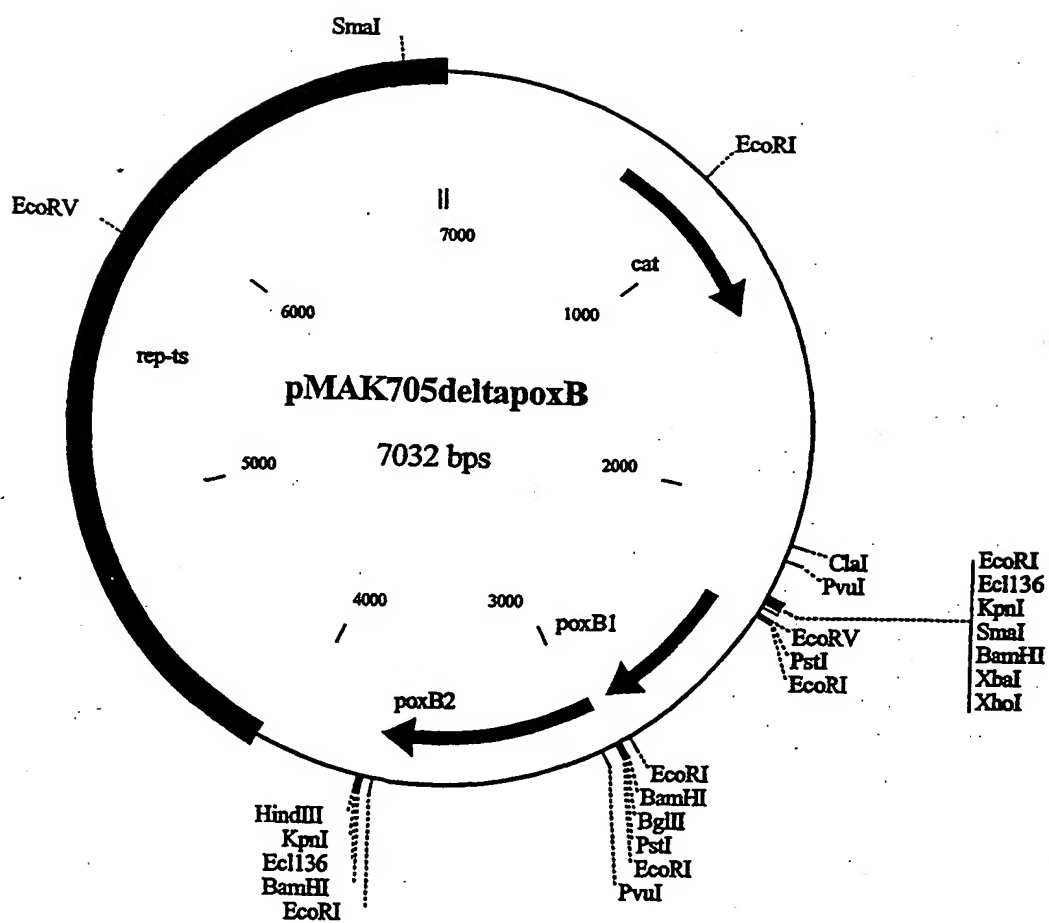 SmaI
EcoRI
EcoRV
7000
cat
1000
6000
rep-ts
pMAK705deltapoxB
7032 bps
5000
2000
ClaI
PvuI
EcoRI
Ecl136
KpnI
SmaI
BamHI
XbaI
XhoI
EcoRV
PstI
EcoRI
4000
3000
poxB1
poxB2
EcoRI
BamHI
BglII
PstI
EcoRI
PvuI
HindIII
KpnI
Ecl136
BamHI
EcoRI